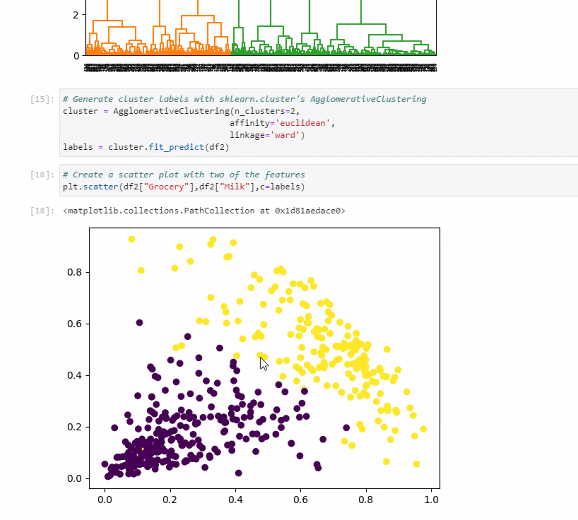 2
0
[15]: # Generate cluster labels with sklearn.cluster's AgglomerativeClustering
cluster = AgglomerativeClustering(n_clusters=2,
affinity='euclidean',
linkage='ward')
labels = cluster.fit_predict(df2)
[18]: # Create a scatter plot with two of the features
plt.scatter(df2["Grocery"],df2["Milk"],c=labels)
[18]: <matplotlib.collections.PathCollection at 0x1d81aedace0>
0.8
0.6
0.4
0.2
0.0
0.0 0.2 0.4 0.6 0.8 1.0